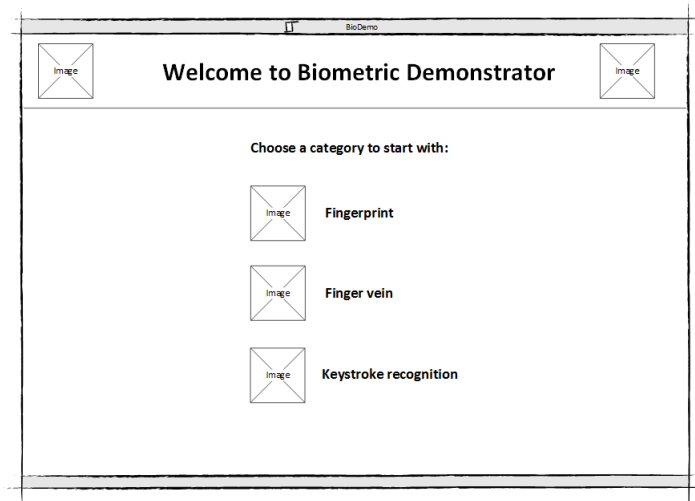 BioDemo
Image
Welcome to Biometric Demonstrator
Image
Choose a category to start with:
Image
Fingerprint
Image
Finger vein
Image
Keystroke recognition